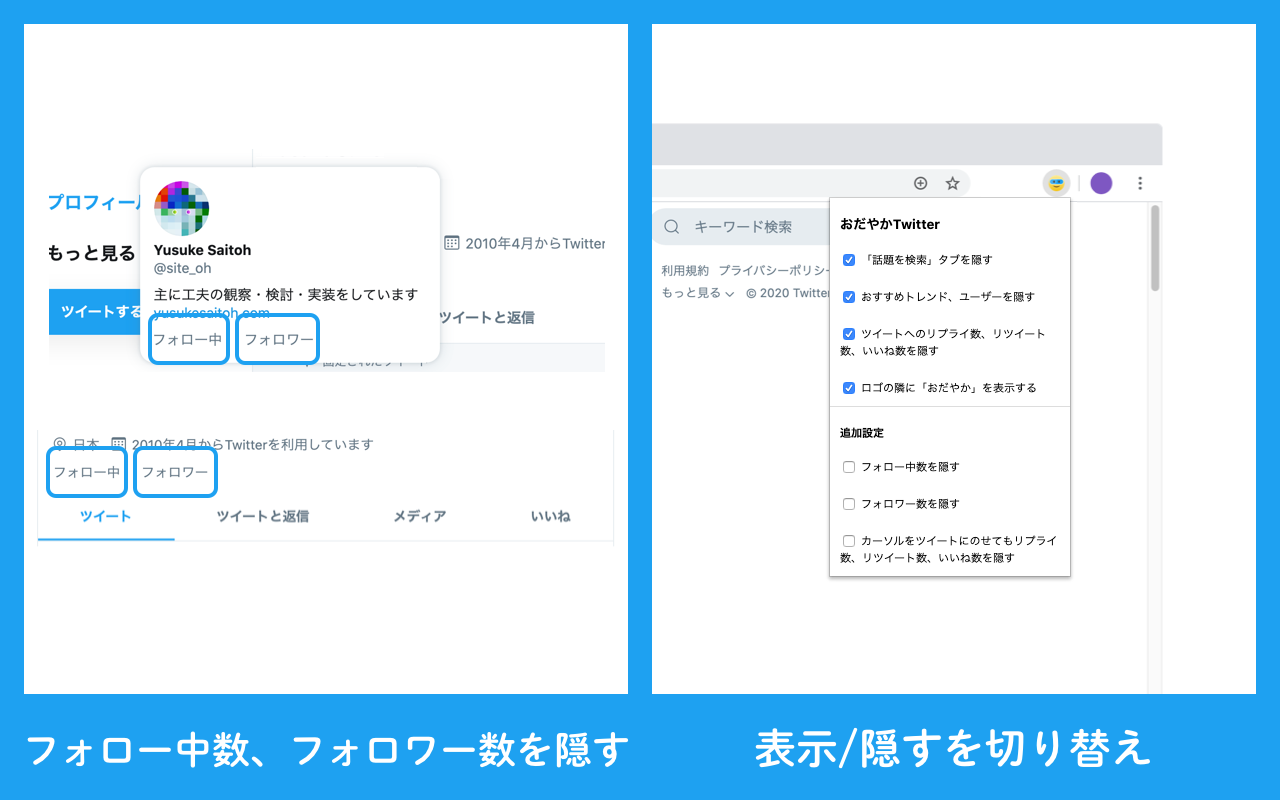 プロフィール
もっと見る
ツイートする
Yusuke Saitoh
@site_oh
主に工夫の観察・検討・実装をしています
yusukesaitoh.com
フォロー中
フォロワー
2010年4月からTwitter
ツイートと返信
日本
2010年4月からTwitterを利用しています
フォロー中
フォロワー
ツイート
ツイートと返信
メディア
いいね
フォロー中数、フォロワー数を隠す
キーワード検索
利用規約 プライバシーポリシー
もっと見る
© 2020 Twitter
おだやかTwitter
「話題を検索」タブを隠す
おすすめトレンド、ユーザーを隠す
ツイートへのリプライ数、リツイート
数、いいね数を隠す
ロゴの隣に「おだやか」を表示する
追加設定
フォロー中数を隠す
フォロワー数を隠す
カーソルをツイートにのせてもリプライ
数、リツイート数、いいね数を隠す
表示/隠すを切り替え